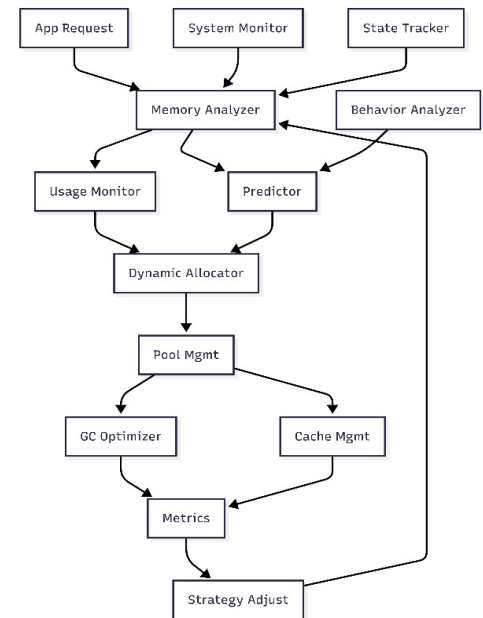 App Request
System Monitor
State Tracker
Memory Analyzer
Behavior Analyzer
Usage Monitor
Predictor
Dynamic Allocator
Pool Mgmt
GC Optimizer
Cache Mgmt
Metrics
Strategy Adjust